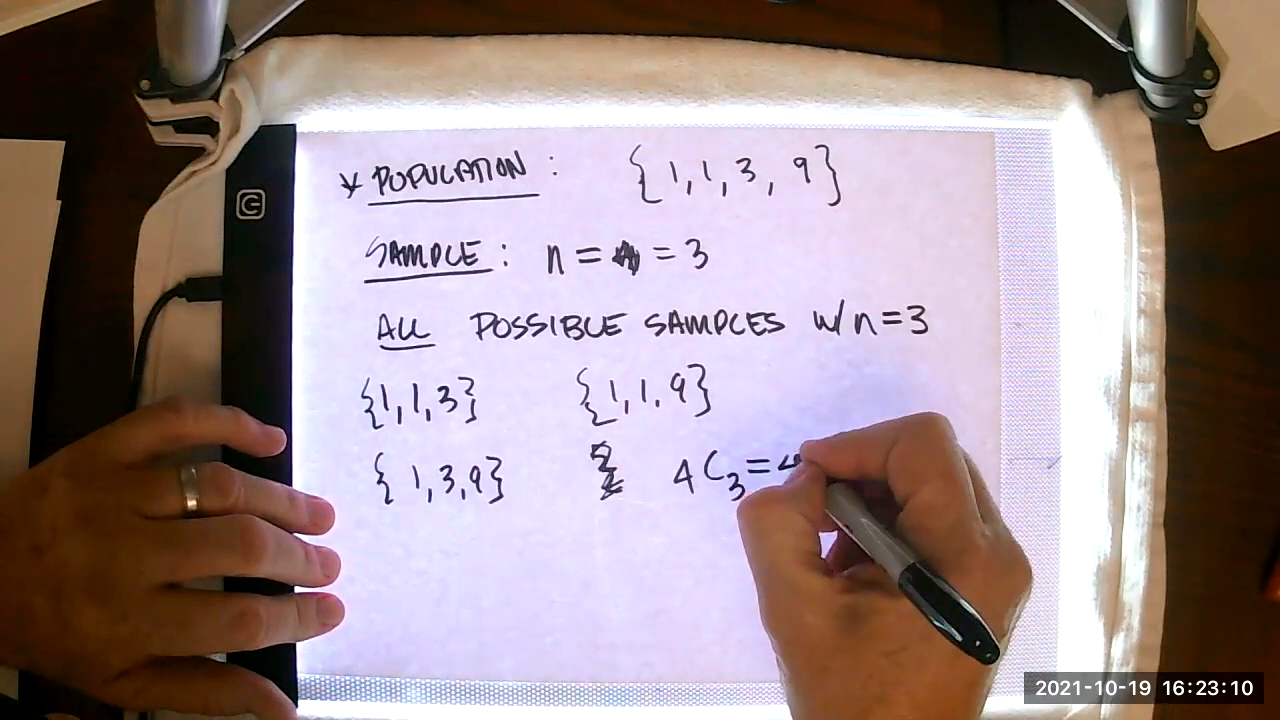 * POPULATION : {1,1,3,9}
SAMPLE : n = = 3
ALL POSSIBLE SAMPLES w/ n=3
{1,1,3} {1,1,9}
{1,3,9} 4C3=
2021-10-19 16:23:10